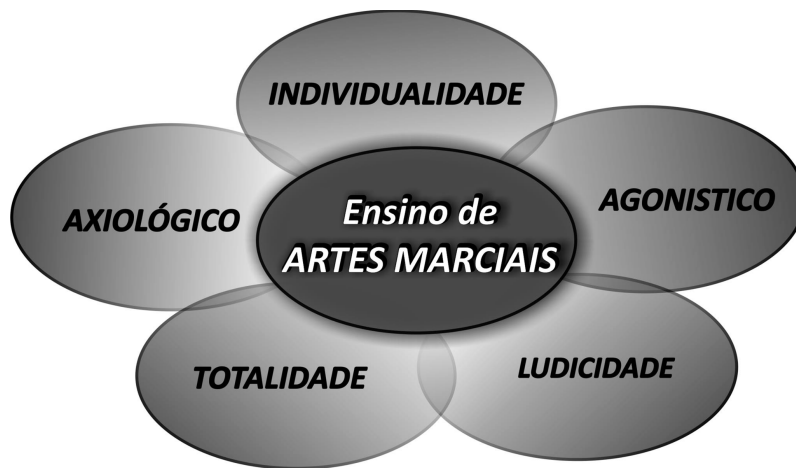 INDIVIDUALIDADE
AGONISTICO
AXIOLÓGICO
Ensino de
ARTES MARCIAIS
TOTALIDADE
LUDICIDADE